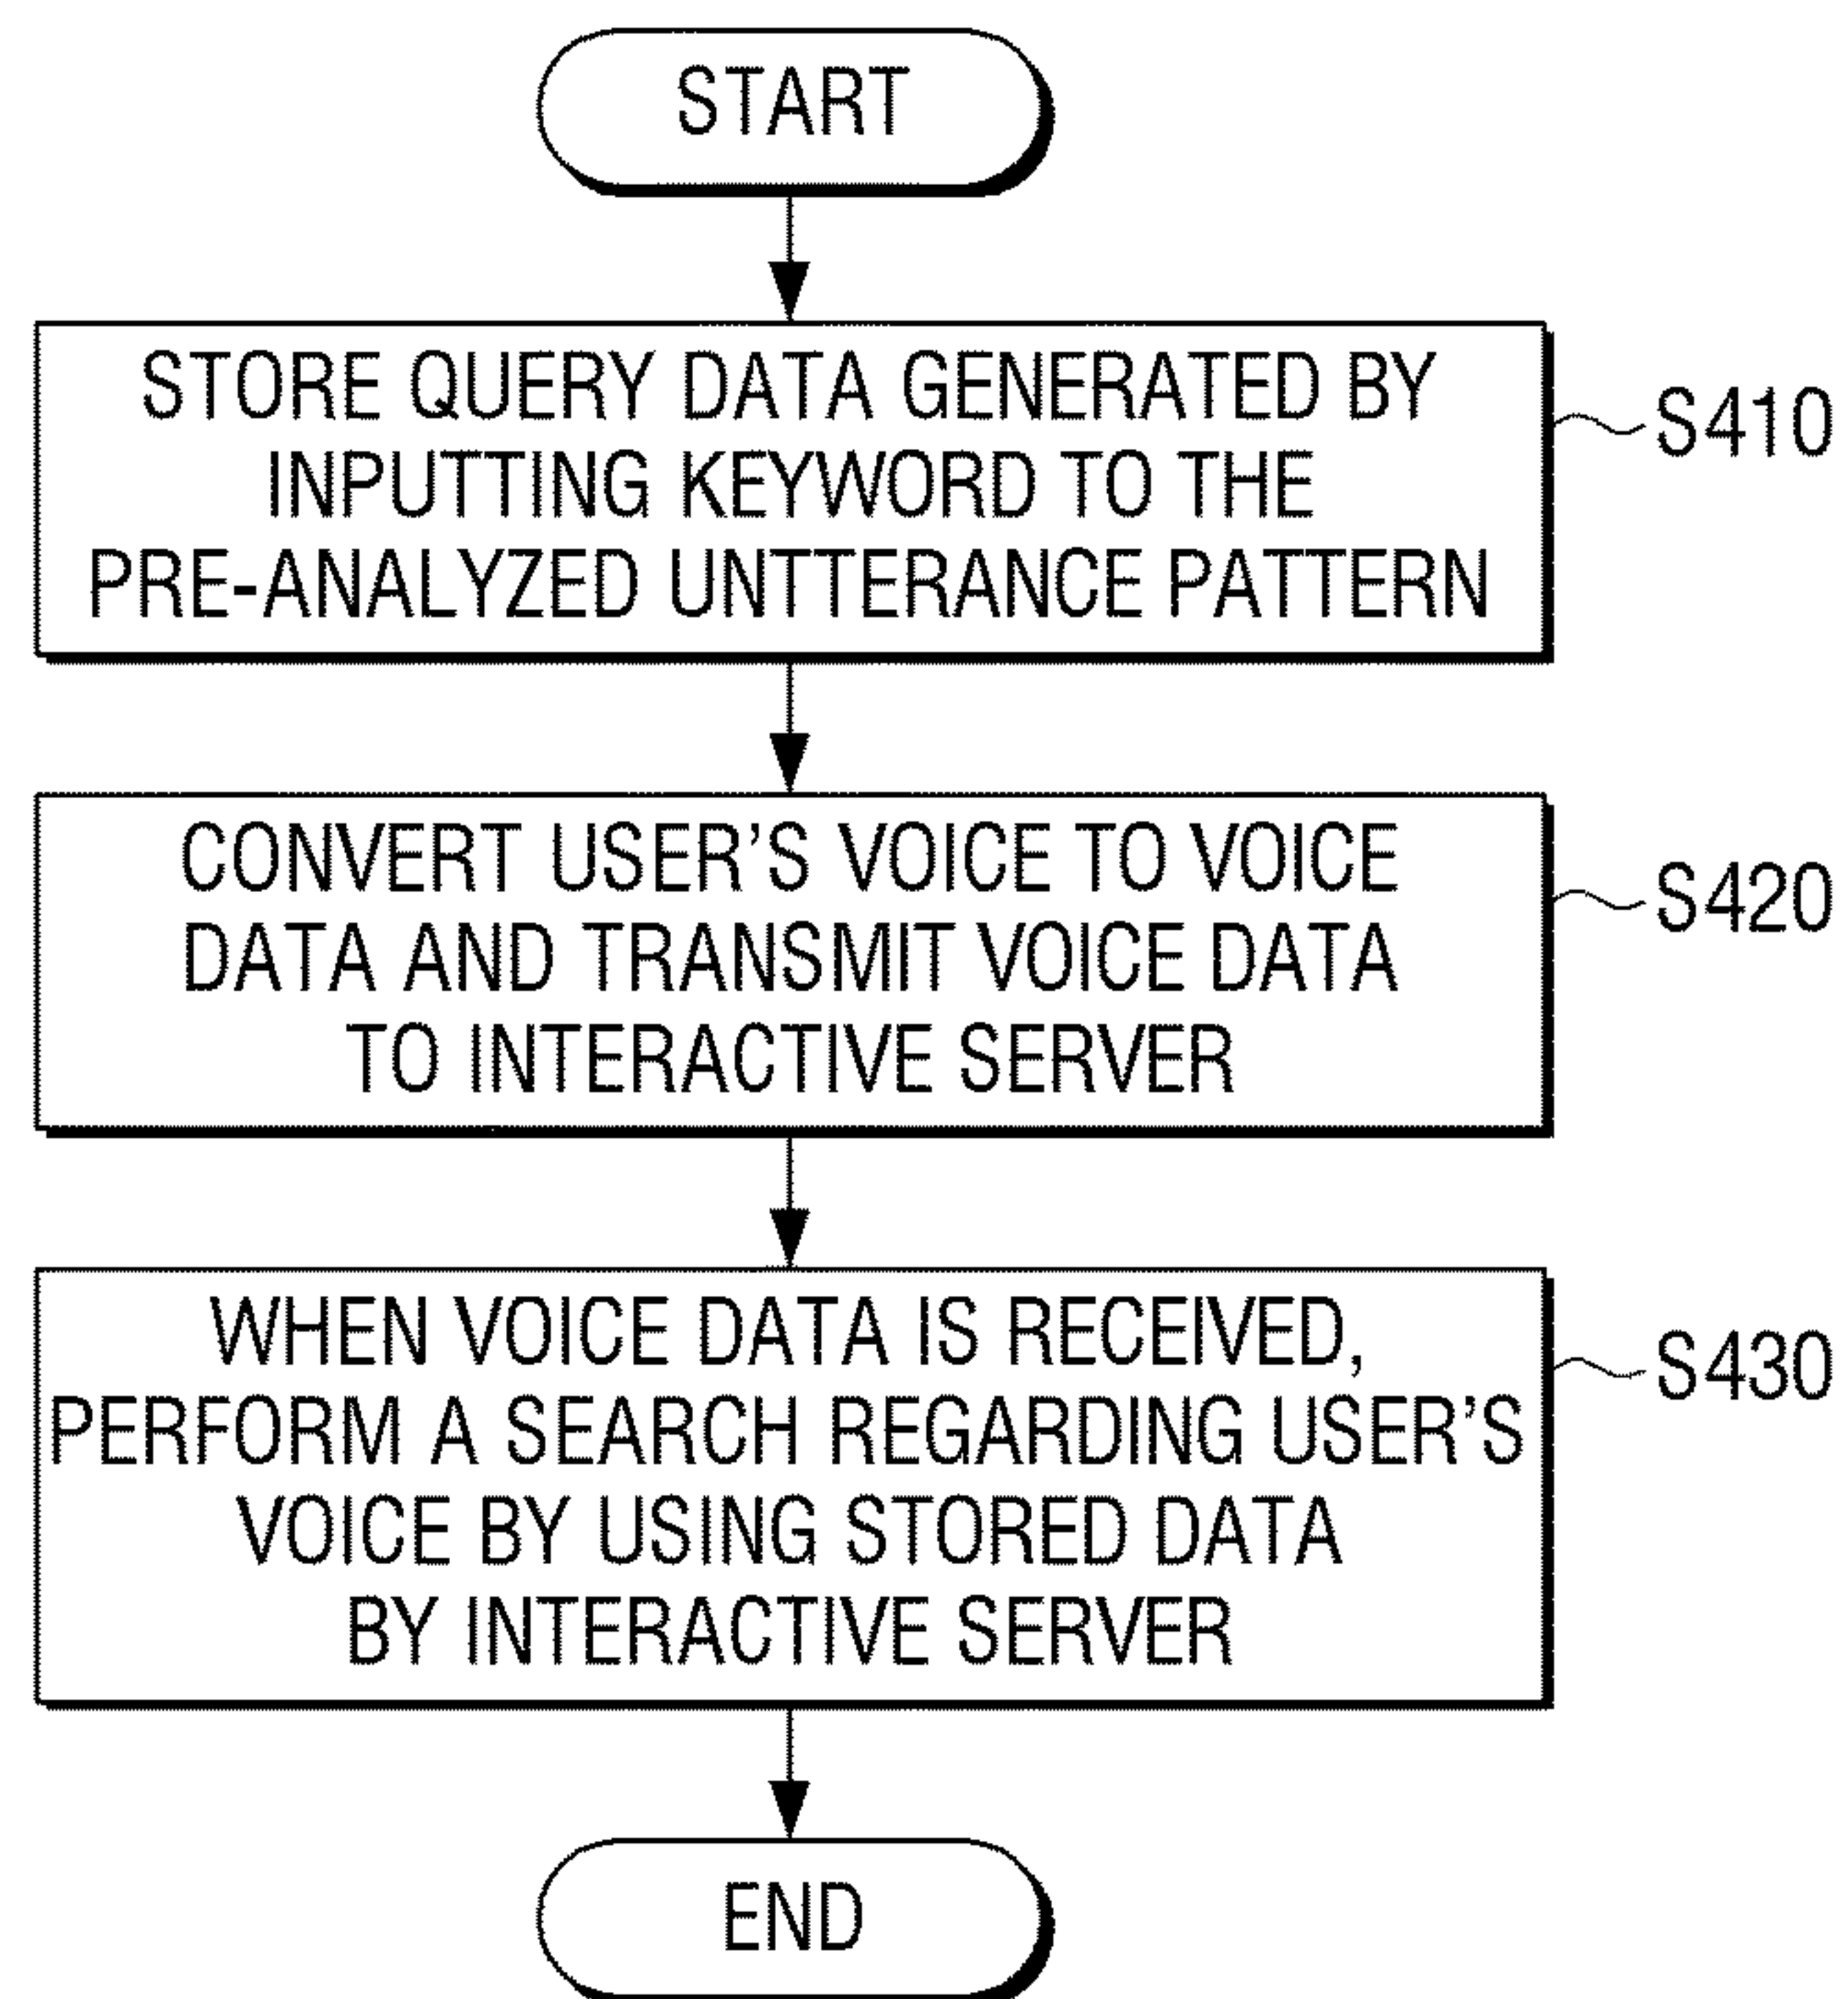 START
STORE QUERY DATA GENERATED BY
INPUTTING KEYWORD TO THE
PRE-ANALYZED UNTTERANCE PATTERN
S410
CONVERT USER'S VOICE TO VOICE
DATA AND TRANSMIT VOICE DATA
TO INTERACTIVE SERVER
S420
WHEN VOICE DATA IS RECEIVED,
PERFORM A SEARCH REGARDING USER'S
VOICE BY USING STORED DATA
BY INTERACTIVE SERVER
S430
END